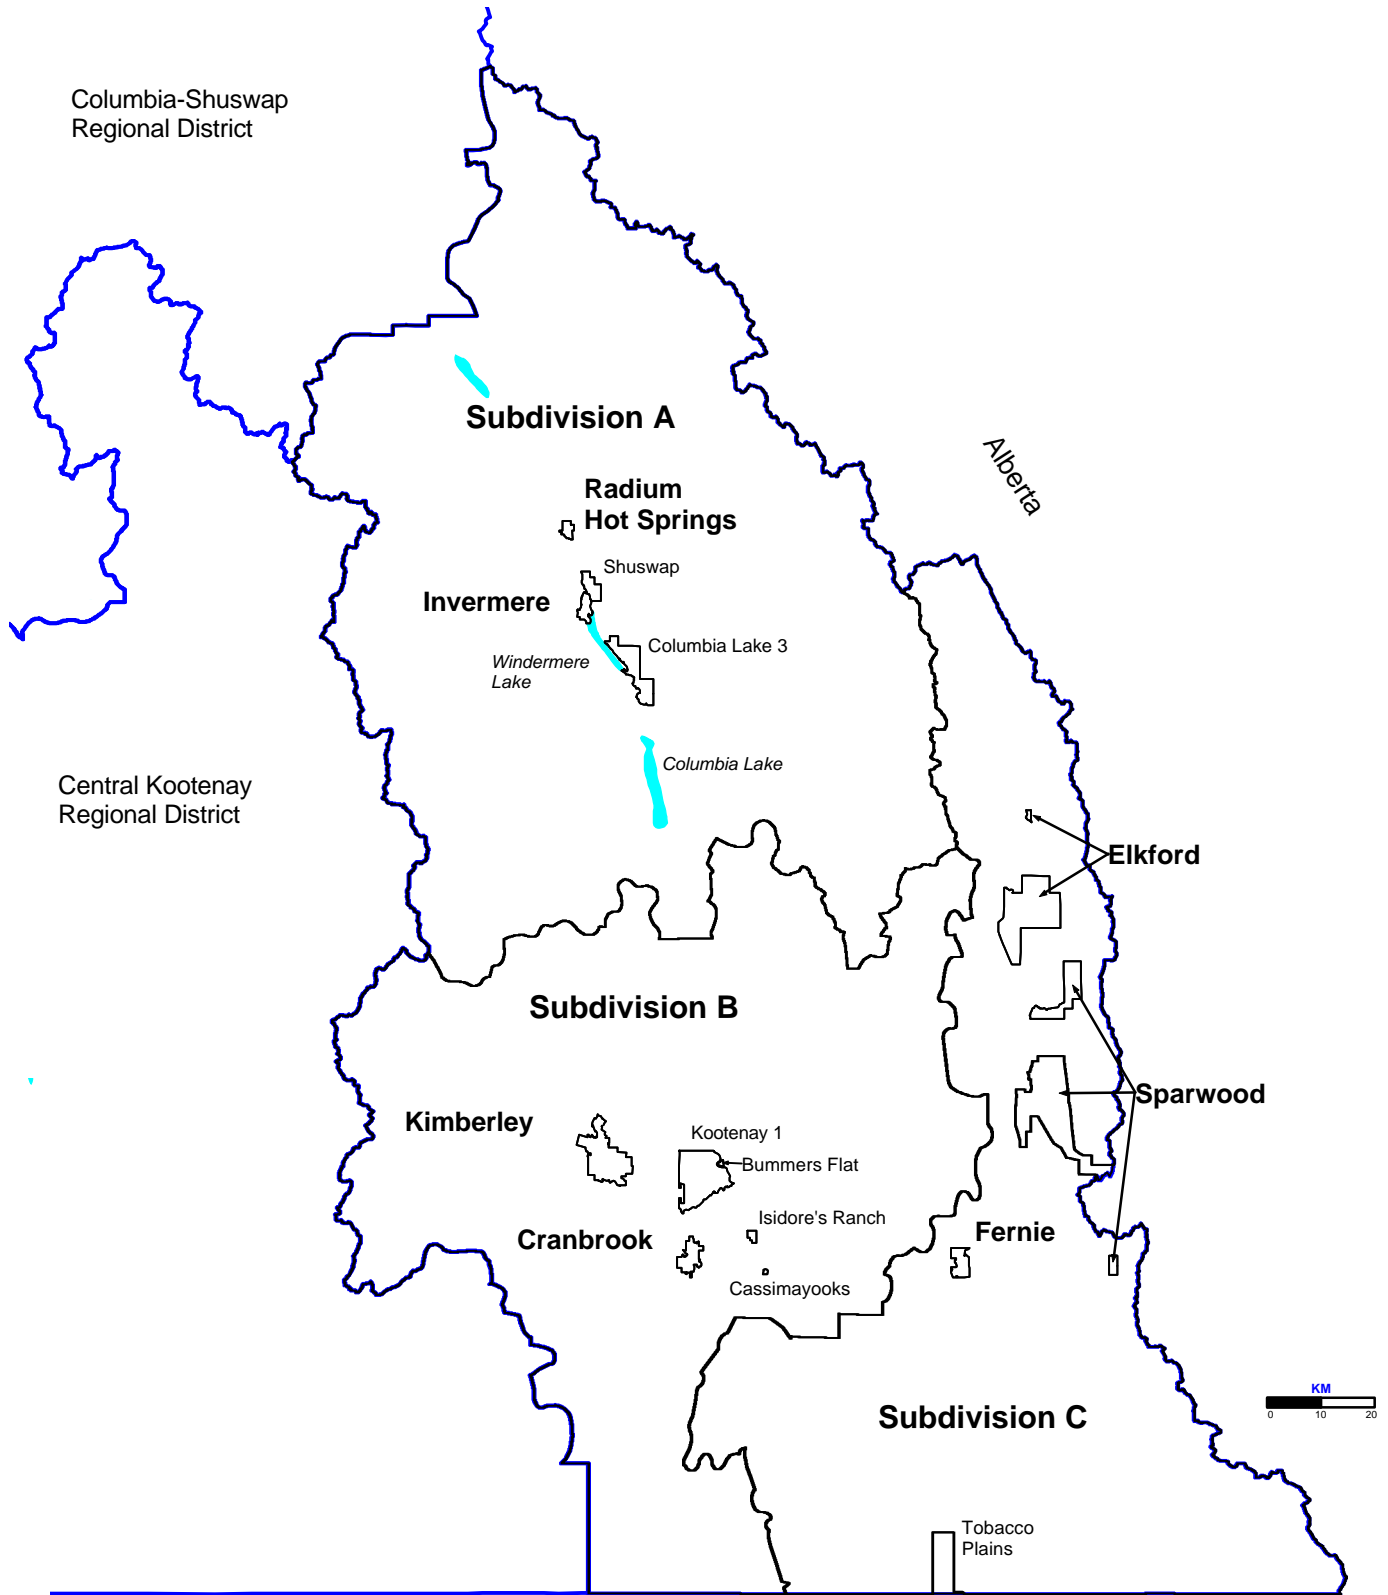 Columbia-Shuswap
Regional District
Subdivision A
Alberta
Radium
Hot Springs
Shuswap
Invermere
Columbia Lake 3
Windermere
Lake
Columbia Lake
Central Kootenay
Regional District
Elkford
Subdivision B
Sparwood
Kimberley
Kootenay 1
Bummers Flat
Isidore's Ranch
Cranbrook
Fernie
Cassimayooks
KM
0 10 20
Subdivision C
Tobacco
Plains